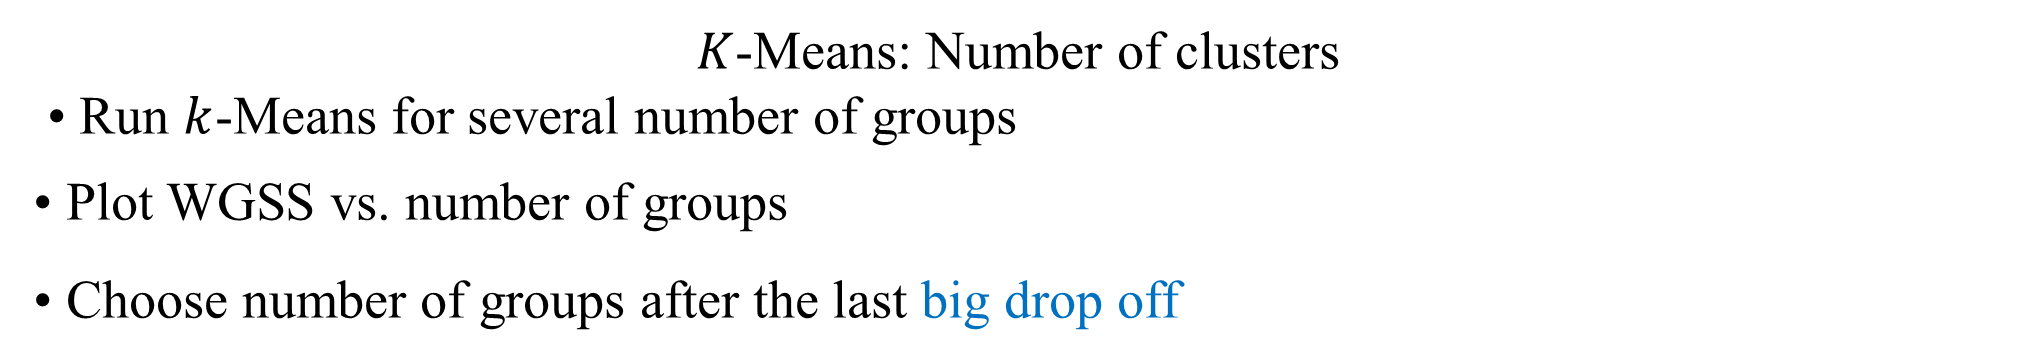 K-Means: Number of clusters
• Run k-Means for several number of groups
• Plot WGSS vs. number of groups
• Choose number of groups after the last big drop off